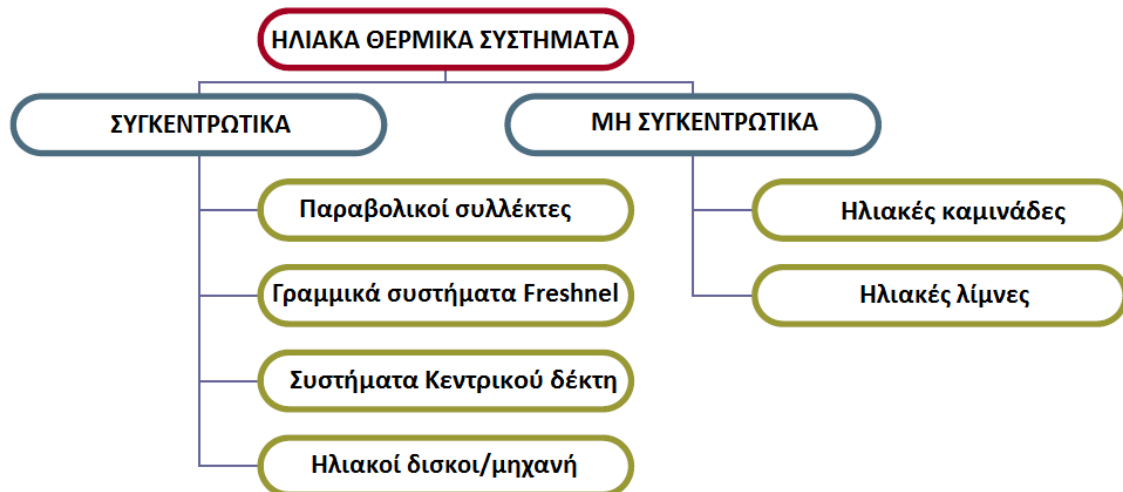 ΗΛΙΑΚΑ ΘΕΡΜΙΚΑ ΣΥΣΤΗΜΑΤΑ
ΣΥΓΚΕΝΤΡΩΤΙΚΑ
ΜΗ ΣΥΓΚΕΝΤΡΩΤΙΚΑ
Παραβολικοί συλλέκτες
Γραμμικά συστήματα Freshnel
Συστήματα Κεντρικού δέκτη
Ηλιακοί δισκοι/μηχανή
Ηλιακές καμινάδες
Ηλιακές λίμνες